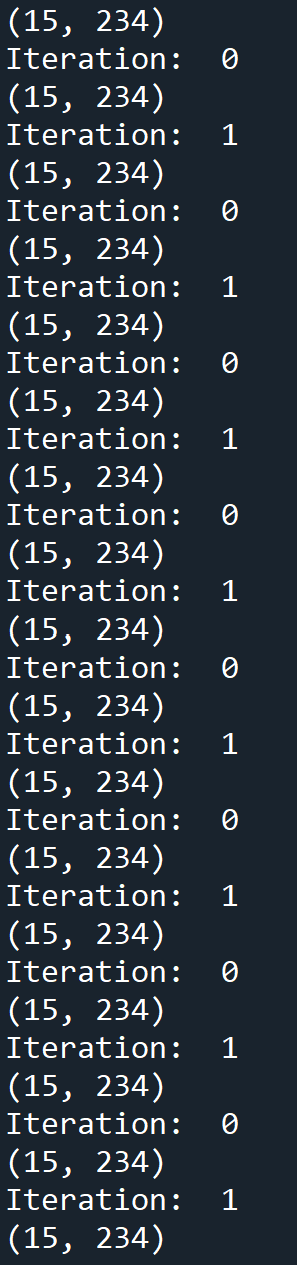 (15, 234)
Iteration:  0
(15, 234)
Iteration:  1
(15, 234)
Iteration:  0
(15, 234)
Iteration:  1
(15, 234)
Iteration:  0
(15, 234)
Iteration:  1
(15, 234)
Iteration:  0
(15, 234)
Iteration:  1
(15, 234)
Iteration:  0
(15, 234)
Iteration:  1
(15, 234)
Iteration:  0
(15, 234)
Iteration:  1
(15, 234)
Iteration:  0
(15, 234)
Iteration:  1
(15, 234)
Iteration:  0
(15, 234)
Iteration:  1
(15, 234)